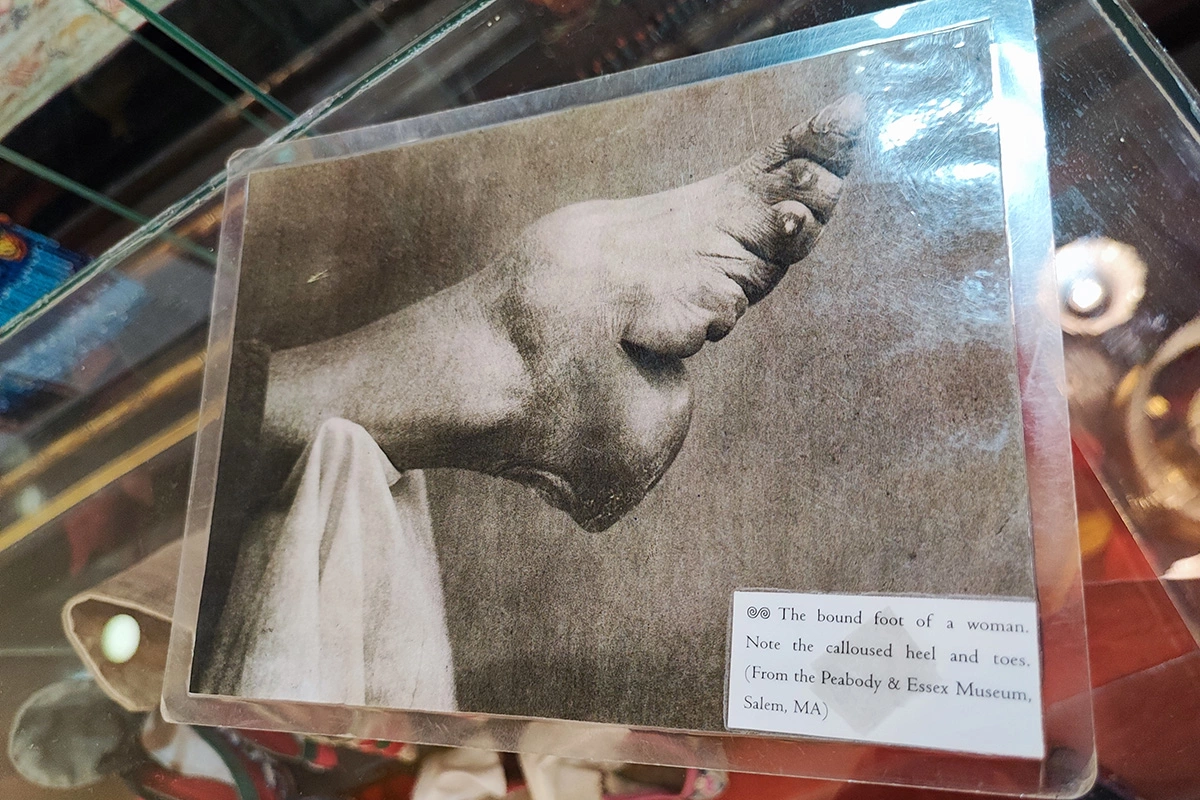 The bound foot of a woman.
Note the calloused heel and toes.
(From the Peabody & Essex Museum,
Salem, MA)